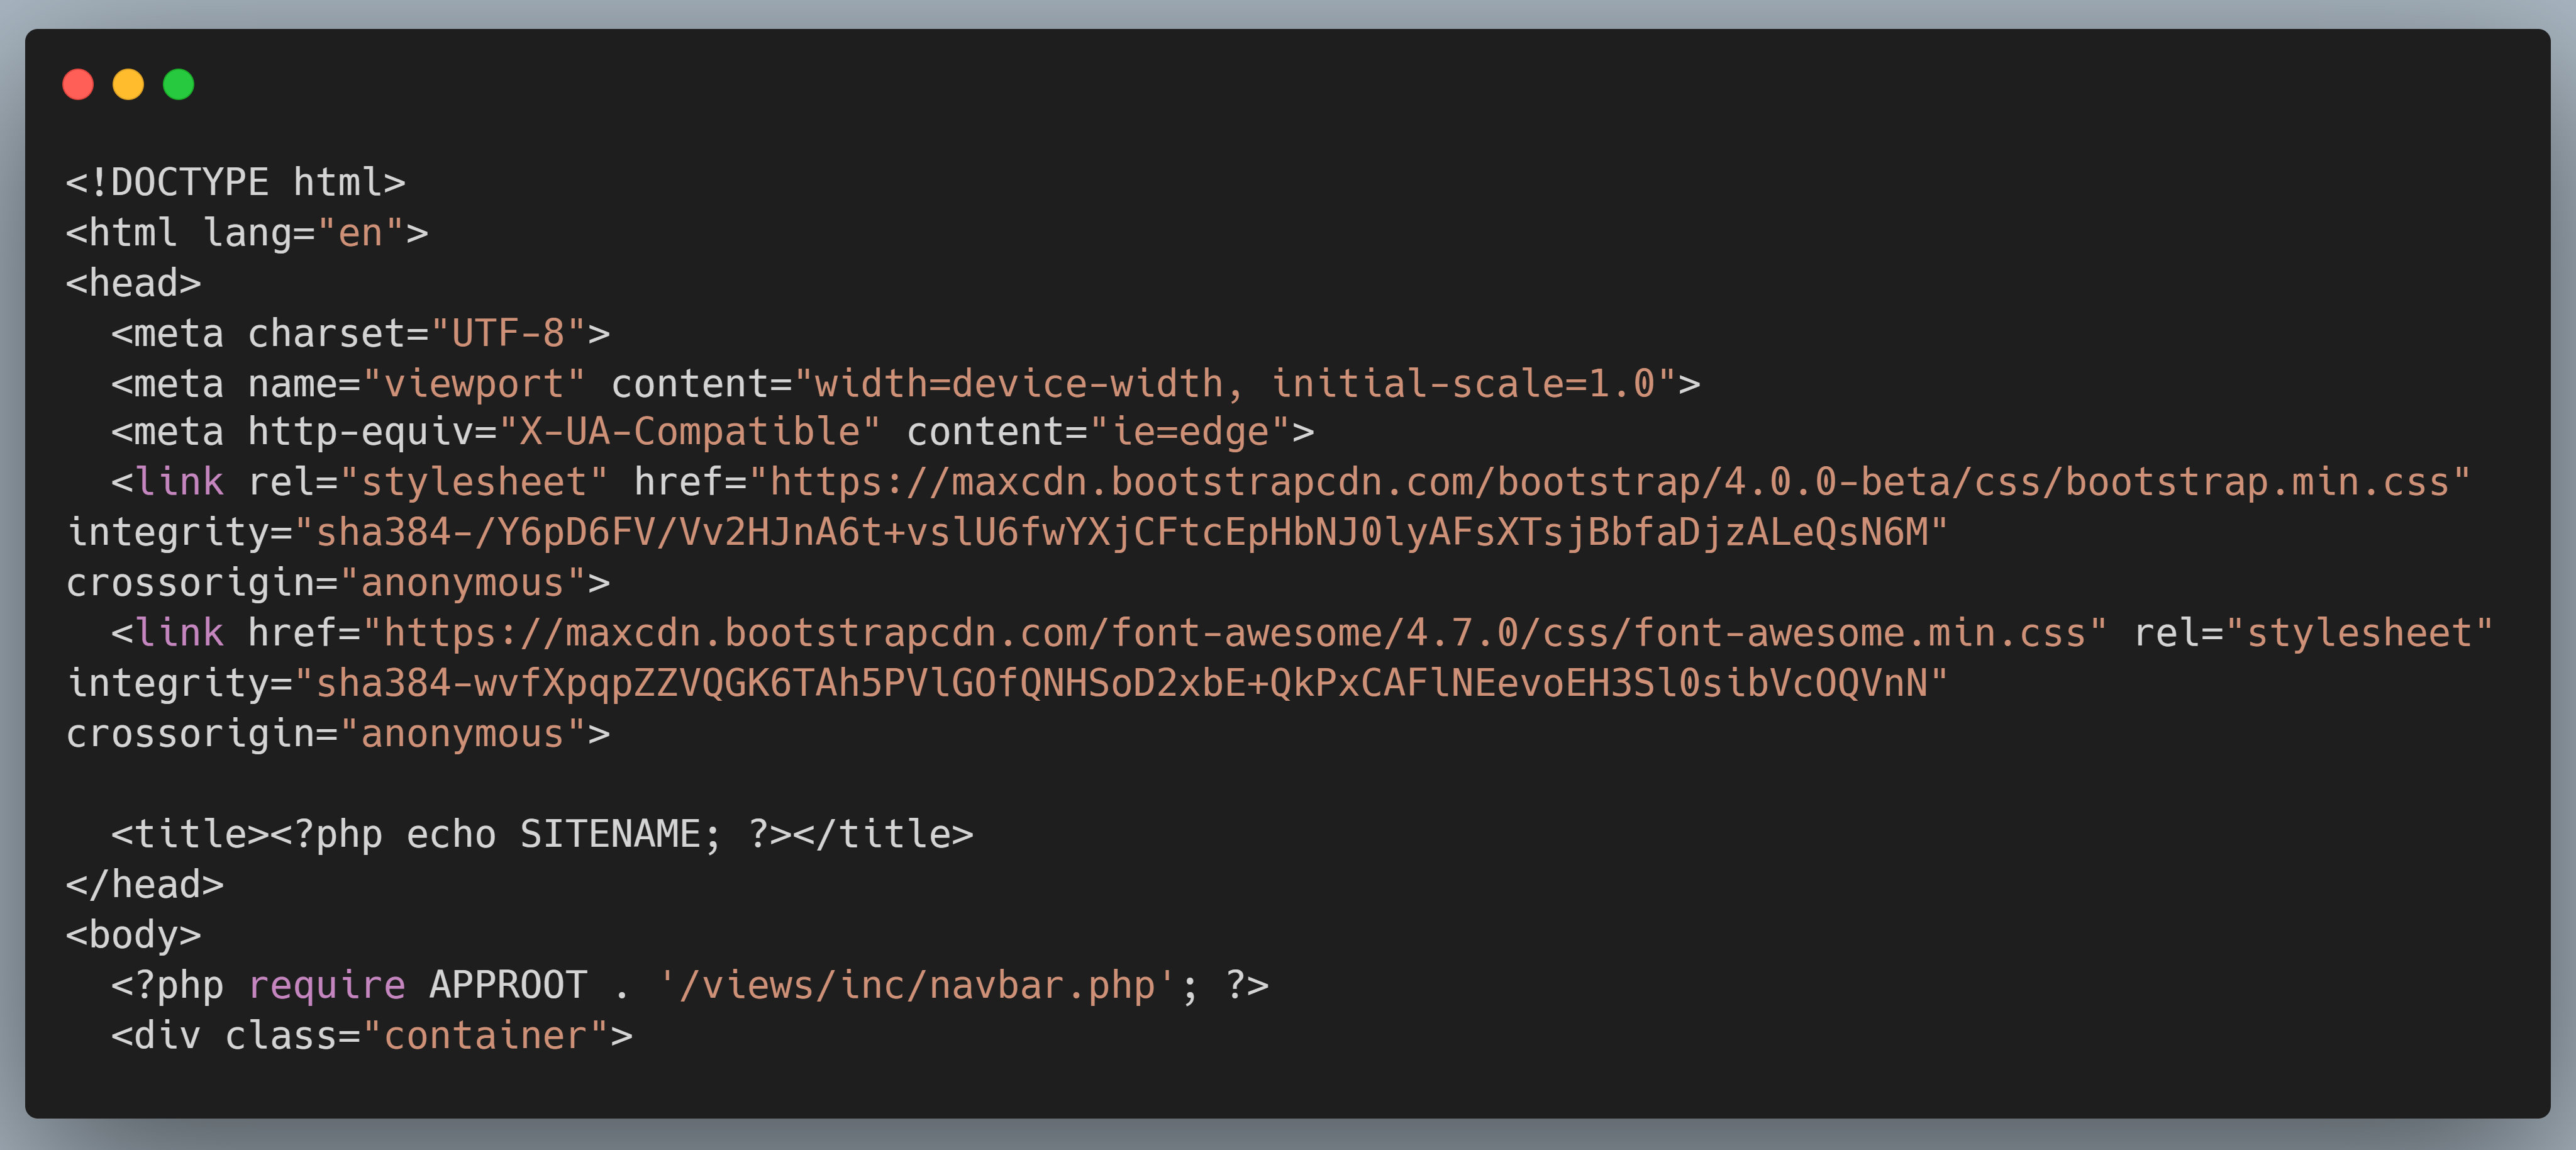 <!DOCTYPE html>
<html lang="en">
<head>
  <meta charset="UTF-8">
  <meta name="viewport" content="width=device-width, initial-scale=1.0">
  <meta http-equiv="X-UA-Compatible" content="ie=edge">
  <link rel="stylesheet" href="https://maxcdn.bootstrapcdn.com/bootstrap/4.0.0-beta/css/bootstrap.min.css"
integrity="sha384-/Y6pD6FV/Vv2HJnA6t+vslU6fwYXjCFtcEpHbNJ0lyAFsXTsjBbfaDjzALeQsN6M"
crossorigin="anonymous">
  <link href="https://maxcdn.bootstrapcdn.com/font-awesome/4.7.0/css/font-awesome.min.css" rel="stylesheet"
integrity="sha384-wvfXpqpZZVQGK6TAh5PVlGOfQNHSoD2xbE+QkPxCAFlNEevoEH3Sl0sibVcOQVnN"
crossorigin="anonymous">

  <title><?php echo SITENAME; ?></title>
</head>
<body>
  <?php require APPROOT . '/views/inc/navbar.php'; ?>
  <div class="container">